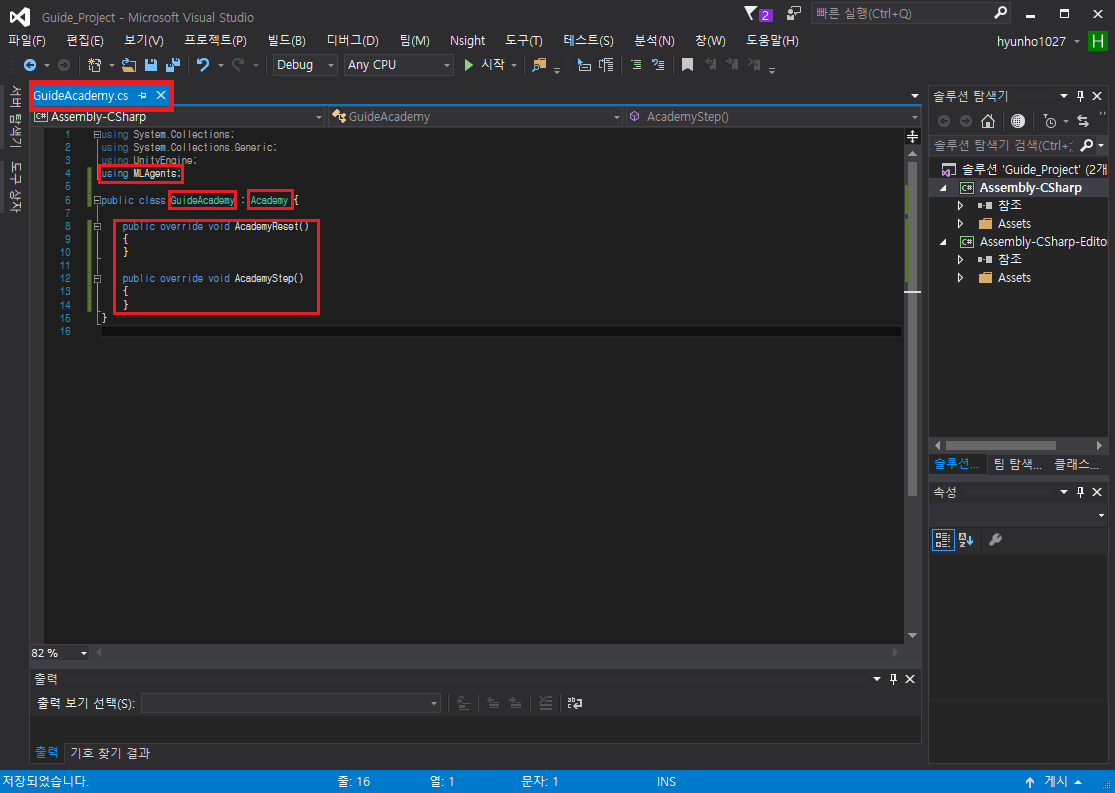 Guide_Project - Microsoft Visual Studio
2
빠른 실행(Ctrl+Q)
파일(F) 편집(E) 보기(V) 프로젝트(P) 빌드(B) 디버그(D) 팀(M) Nsight 도구(T) 테스트(S) 분석(N) 창(W) 도움말(H)
hyunho1027
H
Debug
Any CPU
시작
서버 탐색기
도구 상자
GuideAcademy.cs
C# Assembly-CSharp
GuideAcademy
AcademyStep()
1 using System.Collections;
2 using System.Collections.Generic;
3 using UnityEngine;
4 using MLAgents;
5
6 public class GuideAcademy : Academy {
7
8 public override void AcademyReset()
9 {
10 }
11
12 public override void AcademyStep()
13 {
14 }
15 }
16
82 %
출력
출력 보기 선택(S):
출력
기호 찾기 결과
솔루션 탐색기
솔루션 탐색기 검색(Ctrl+;)
솔루션 'Guide_Project' (2개
C# Assembly-CSharp
참조
Assets
C# Assembly-CSharp-Edito
참조
Assets
솔루션... 팀 탐색... 클래스...
속성
저장되었습니다.
줄: 16
열: 1
문자: 1
INS
게시